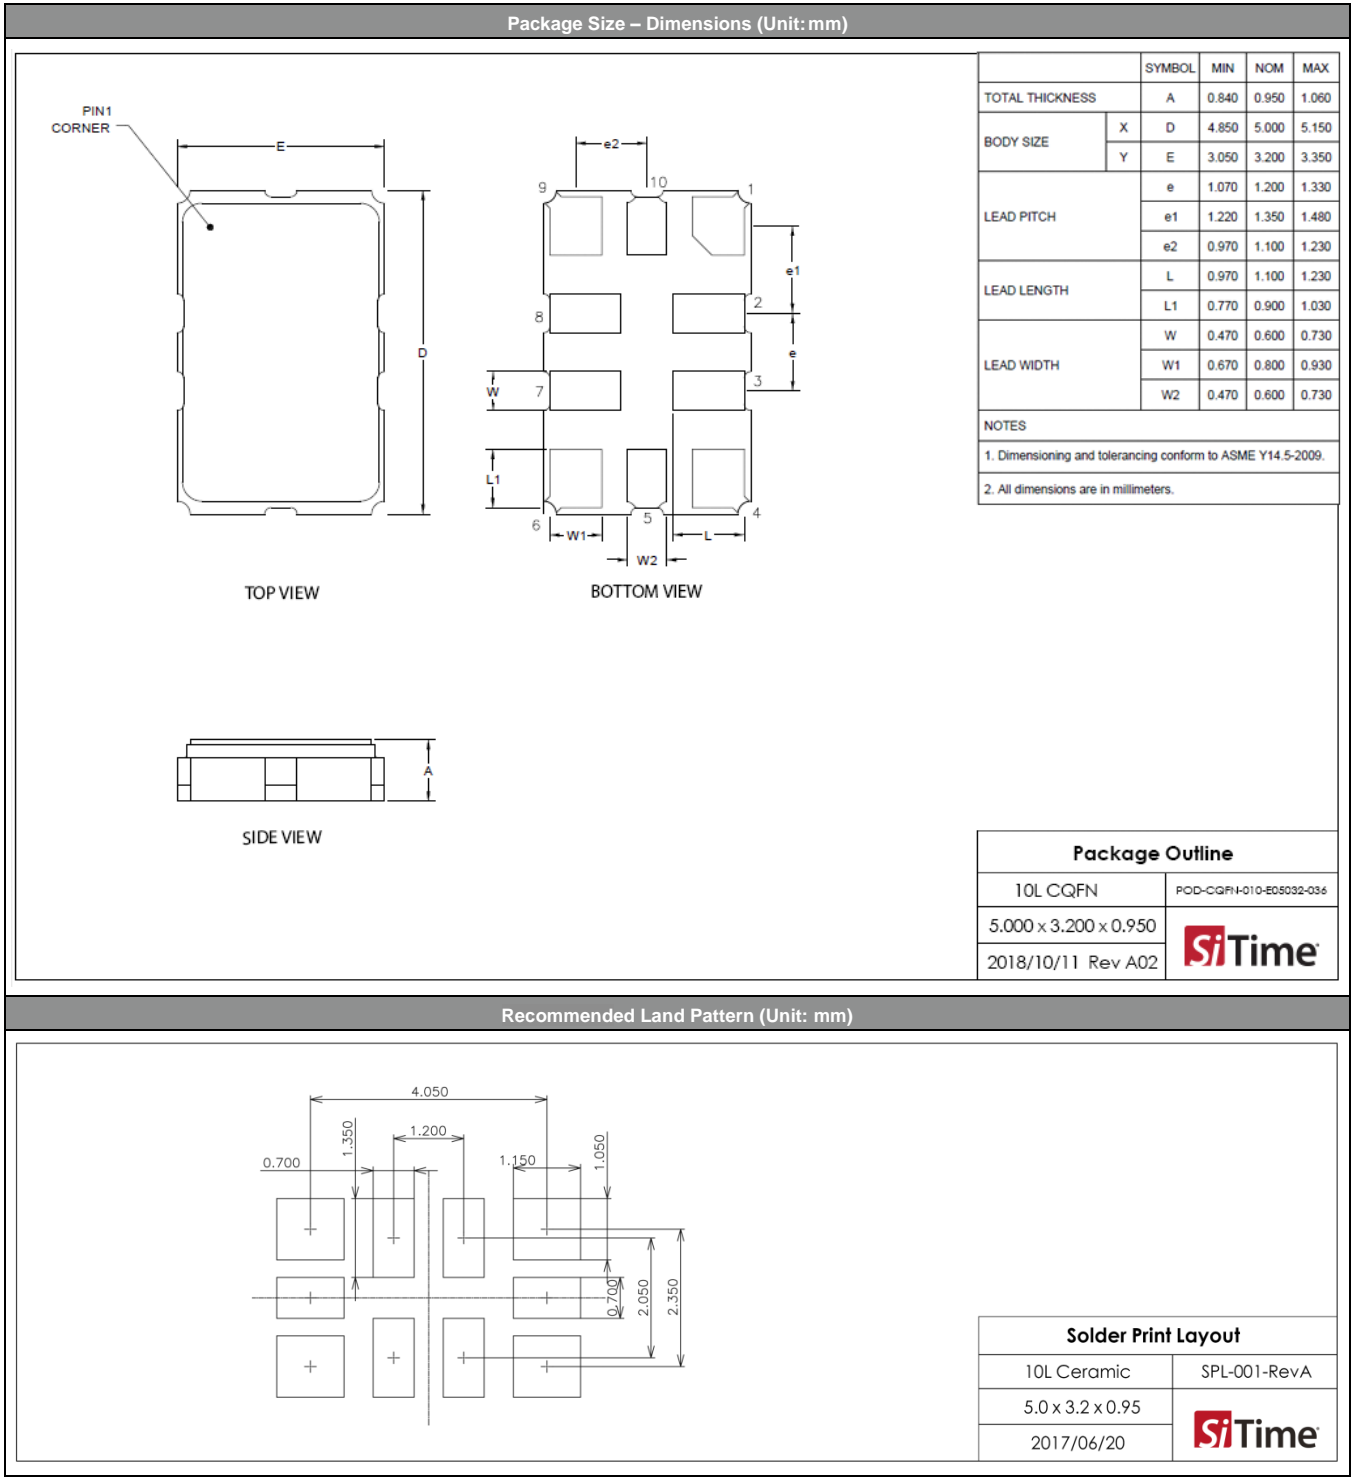 Package Size – Dimensions (Unit: mm)
SYMBOL MIN NOM MAX
TOTAL THICKNESS A 0.840 0.950 1.060
BODY SIZE X D 4.850 5.000 5.150
Y E 3.050 3.200 3.350
LEAD PITCH e 1.070 1.200 1.330
e1 1.220 1.350 1.480
e2 0.970 1.100 1.230
LEAD LENGTH L 0.970 1.100 1.230
L1 0.770 0.900 1.030
LEAD WIDTH W 0.470 0.600 0.730
W1 0.670 0.800 0.930
W2 0.470 0.600 0.730
NOTES
1. Dimensioning and tolerancing conform to ASME Y14.5-2009.
2. All dimensions are in millimeters.
PIN1
CORNER
E
D
TOP VIEW
e2
9 10 1
e1
8 2
e
W 7 3
L1
6 5 4
W1 L
W2
BOTTOM VIEW
A
SIDE VIEW
Package Outline
10L CQFN POD-CQFN-010-E05032-036
5.000 x 3.200 x 0.950
2018/10/11 Rev A02
SiTime
Recommended Land Pattern (Unit: mm)
4.050
1.350
1.200
0.700
1.150
1.050
0.700
2.050
2.350
Solder Print Layout
10L Ceramic SPL-001-RevA
5.0 x 3.2 x 0.95
2017/06/20
SiTime